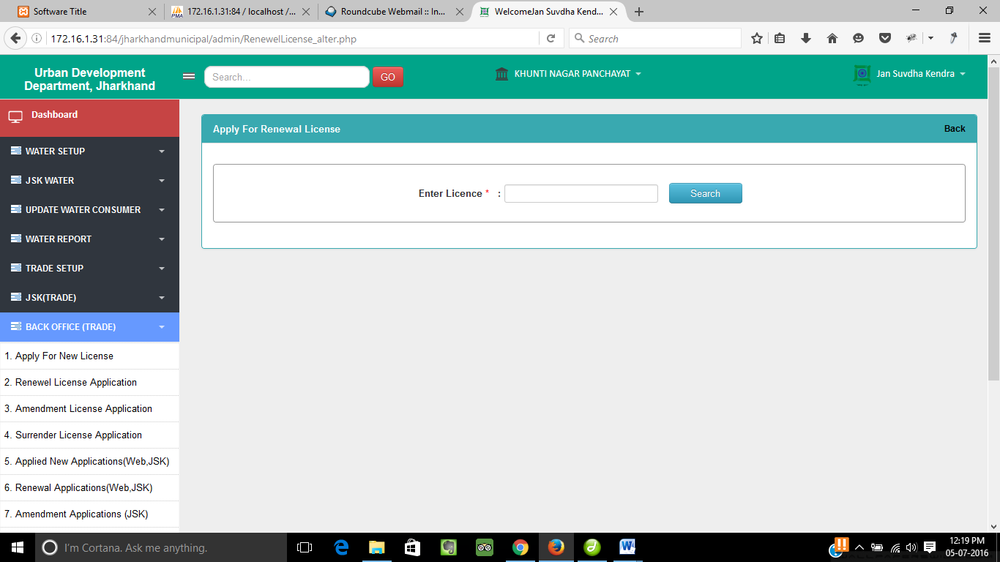 Software Title
172.16.1.31:84 / localhost /...
Roundcube Webmail :: In...
WelcomeJan Suvdha Kend...
172.16.1.31:84/jharkhandmunicipal/admin/RenewelLicense_alter.php
Search
Urban Development
Department, Jharkhand
Search...
GO
KHUNTI NAGAR PANCHAYAT
Jan Suvdha Kendra
Dashboard
WATER SETUP
JSK WATER
UPDATE WATER CONSUMER
WATER REPORT
TRADE SETUP
JSK(TRADE)
BACK OFFICE (TRADE)
1. Apply For New License
2. Renewel License Application
3. Amendment License Application
4. Surrender License Application
5. Applied New Applications(Web,JSK)
6. Renewal Applications(Web,JSK)
7. Amendment Applications (JSK)
Apply For Renewal License
Back
Enter Licence * :
Search
I'm Cortana. Ask me anything.
12:19 PM
05-07-2016